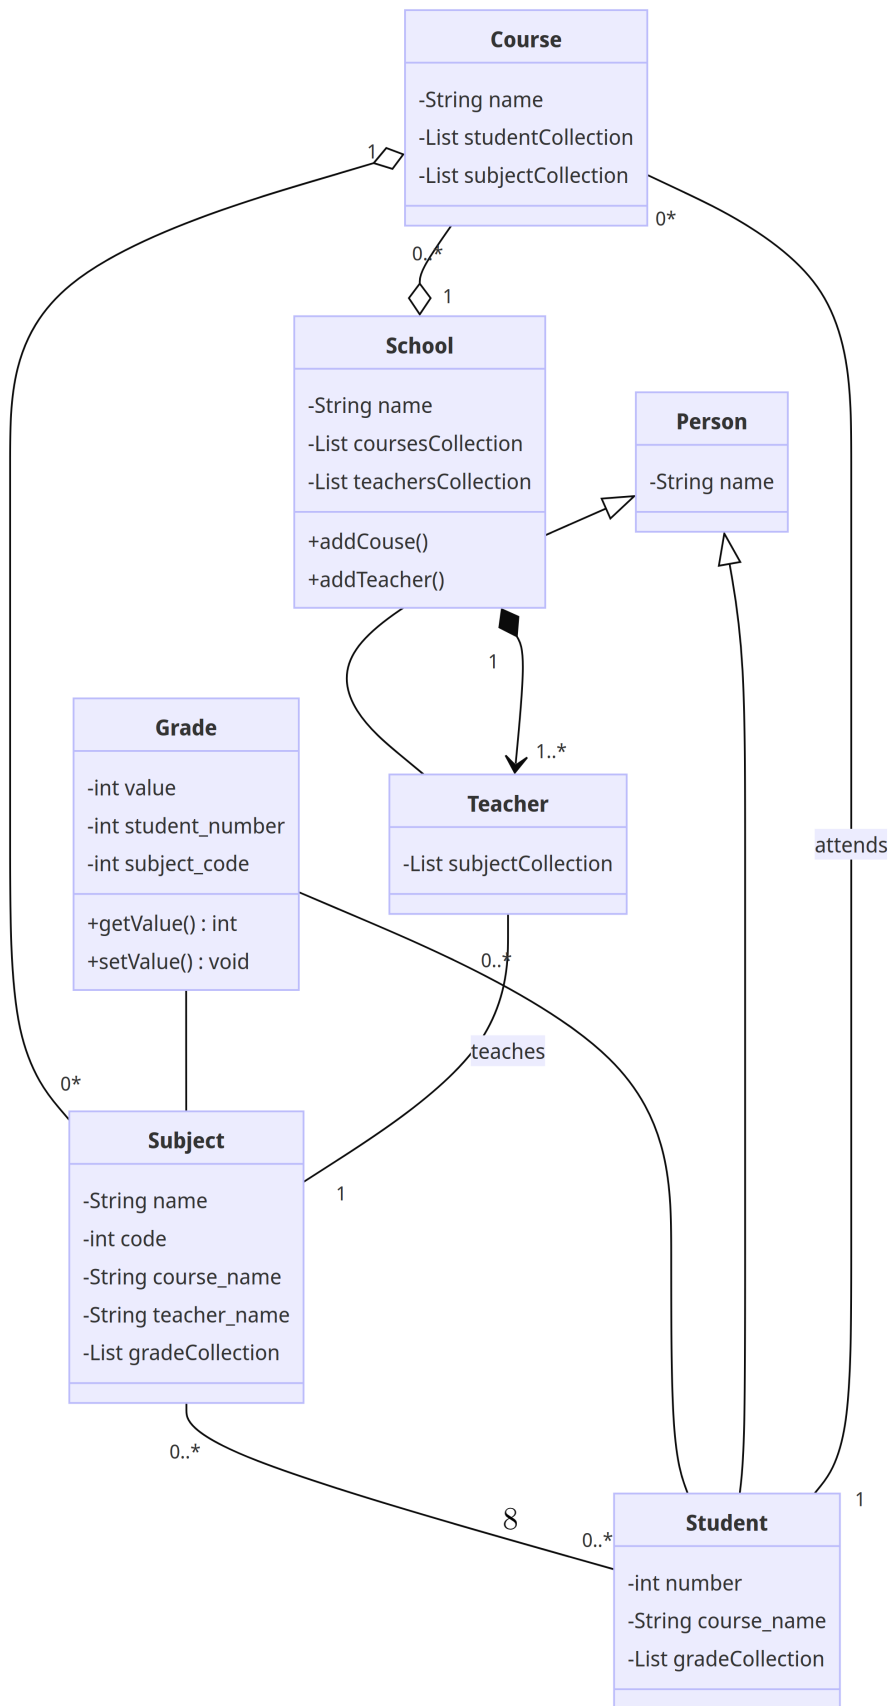 Course
-String name
-List studentCollection
-List subjectCollection
1
0*
0..*
1
School
-String name
-List coursesCollection
-List teachersCollection
+addCouse()
+addTeacher()
Person
-String name
1
1..*
Grade
-int value
-int student_number
-int subject_code
+getValue() : int
+setValue() : void
Teacher
-List subjectCollection
attends
0..*
teaches
0*
1
Subject
-String name
-int code
-String course_name
-String teacher_name
-List gradeCollection
0..*
8
0..*
1
Student
-int number
-String course_name
-List gradeCollection